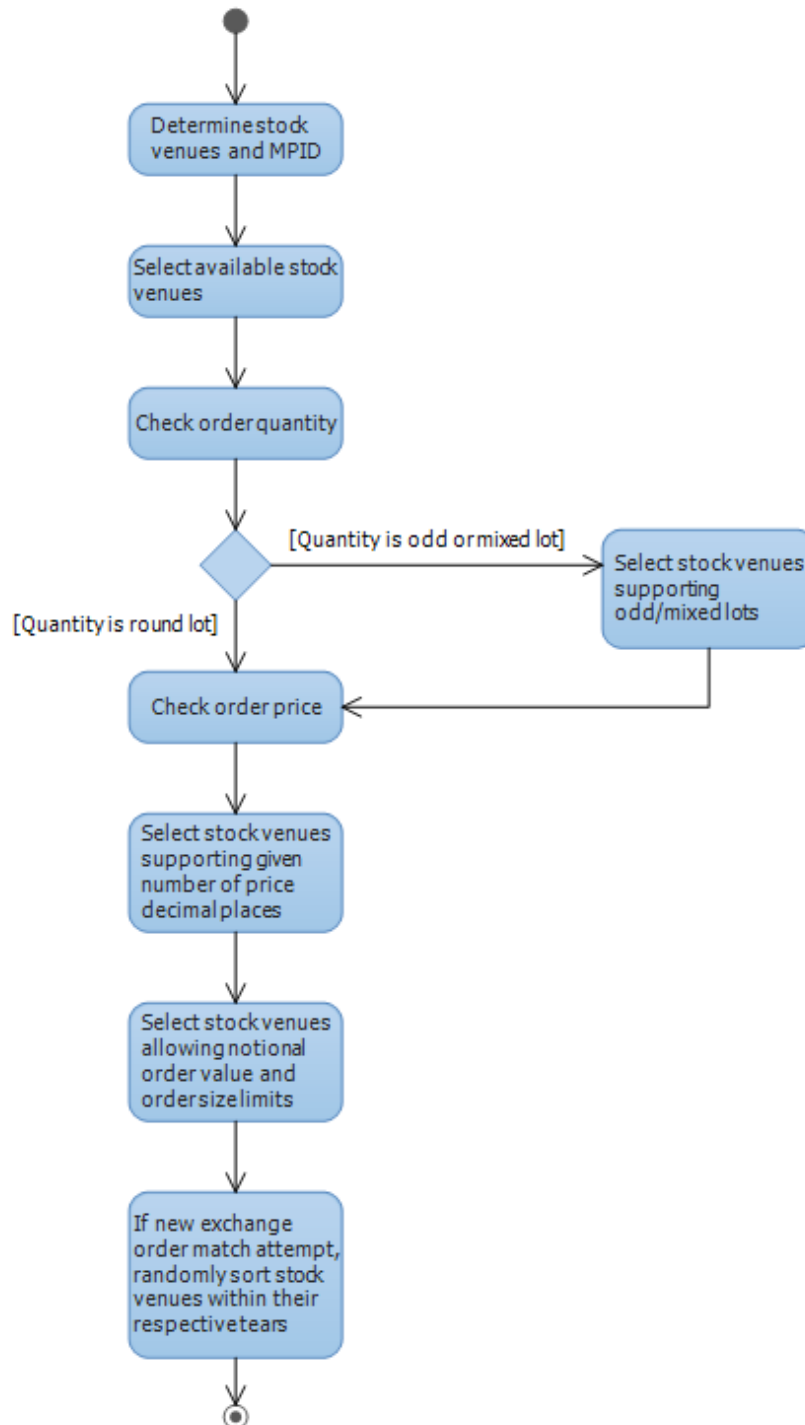 Determine stock
venues and MPID
Select available stock
venues
Check order quantity
[Quantity is odd or mixed lot]
Select stock venues
supporting
odd/mixed lots
[Quantity is round lot]
Check order price
Select stock venues
supporting given
number of price
decimal places
Select stock venues
allowing notional
order value and
order size limits
If new exchange
order match attempt,
randomly sort stock
venues within their
respective tears